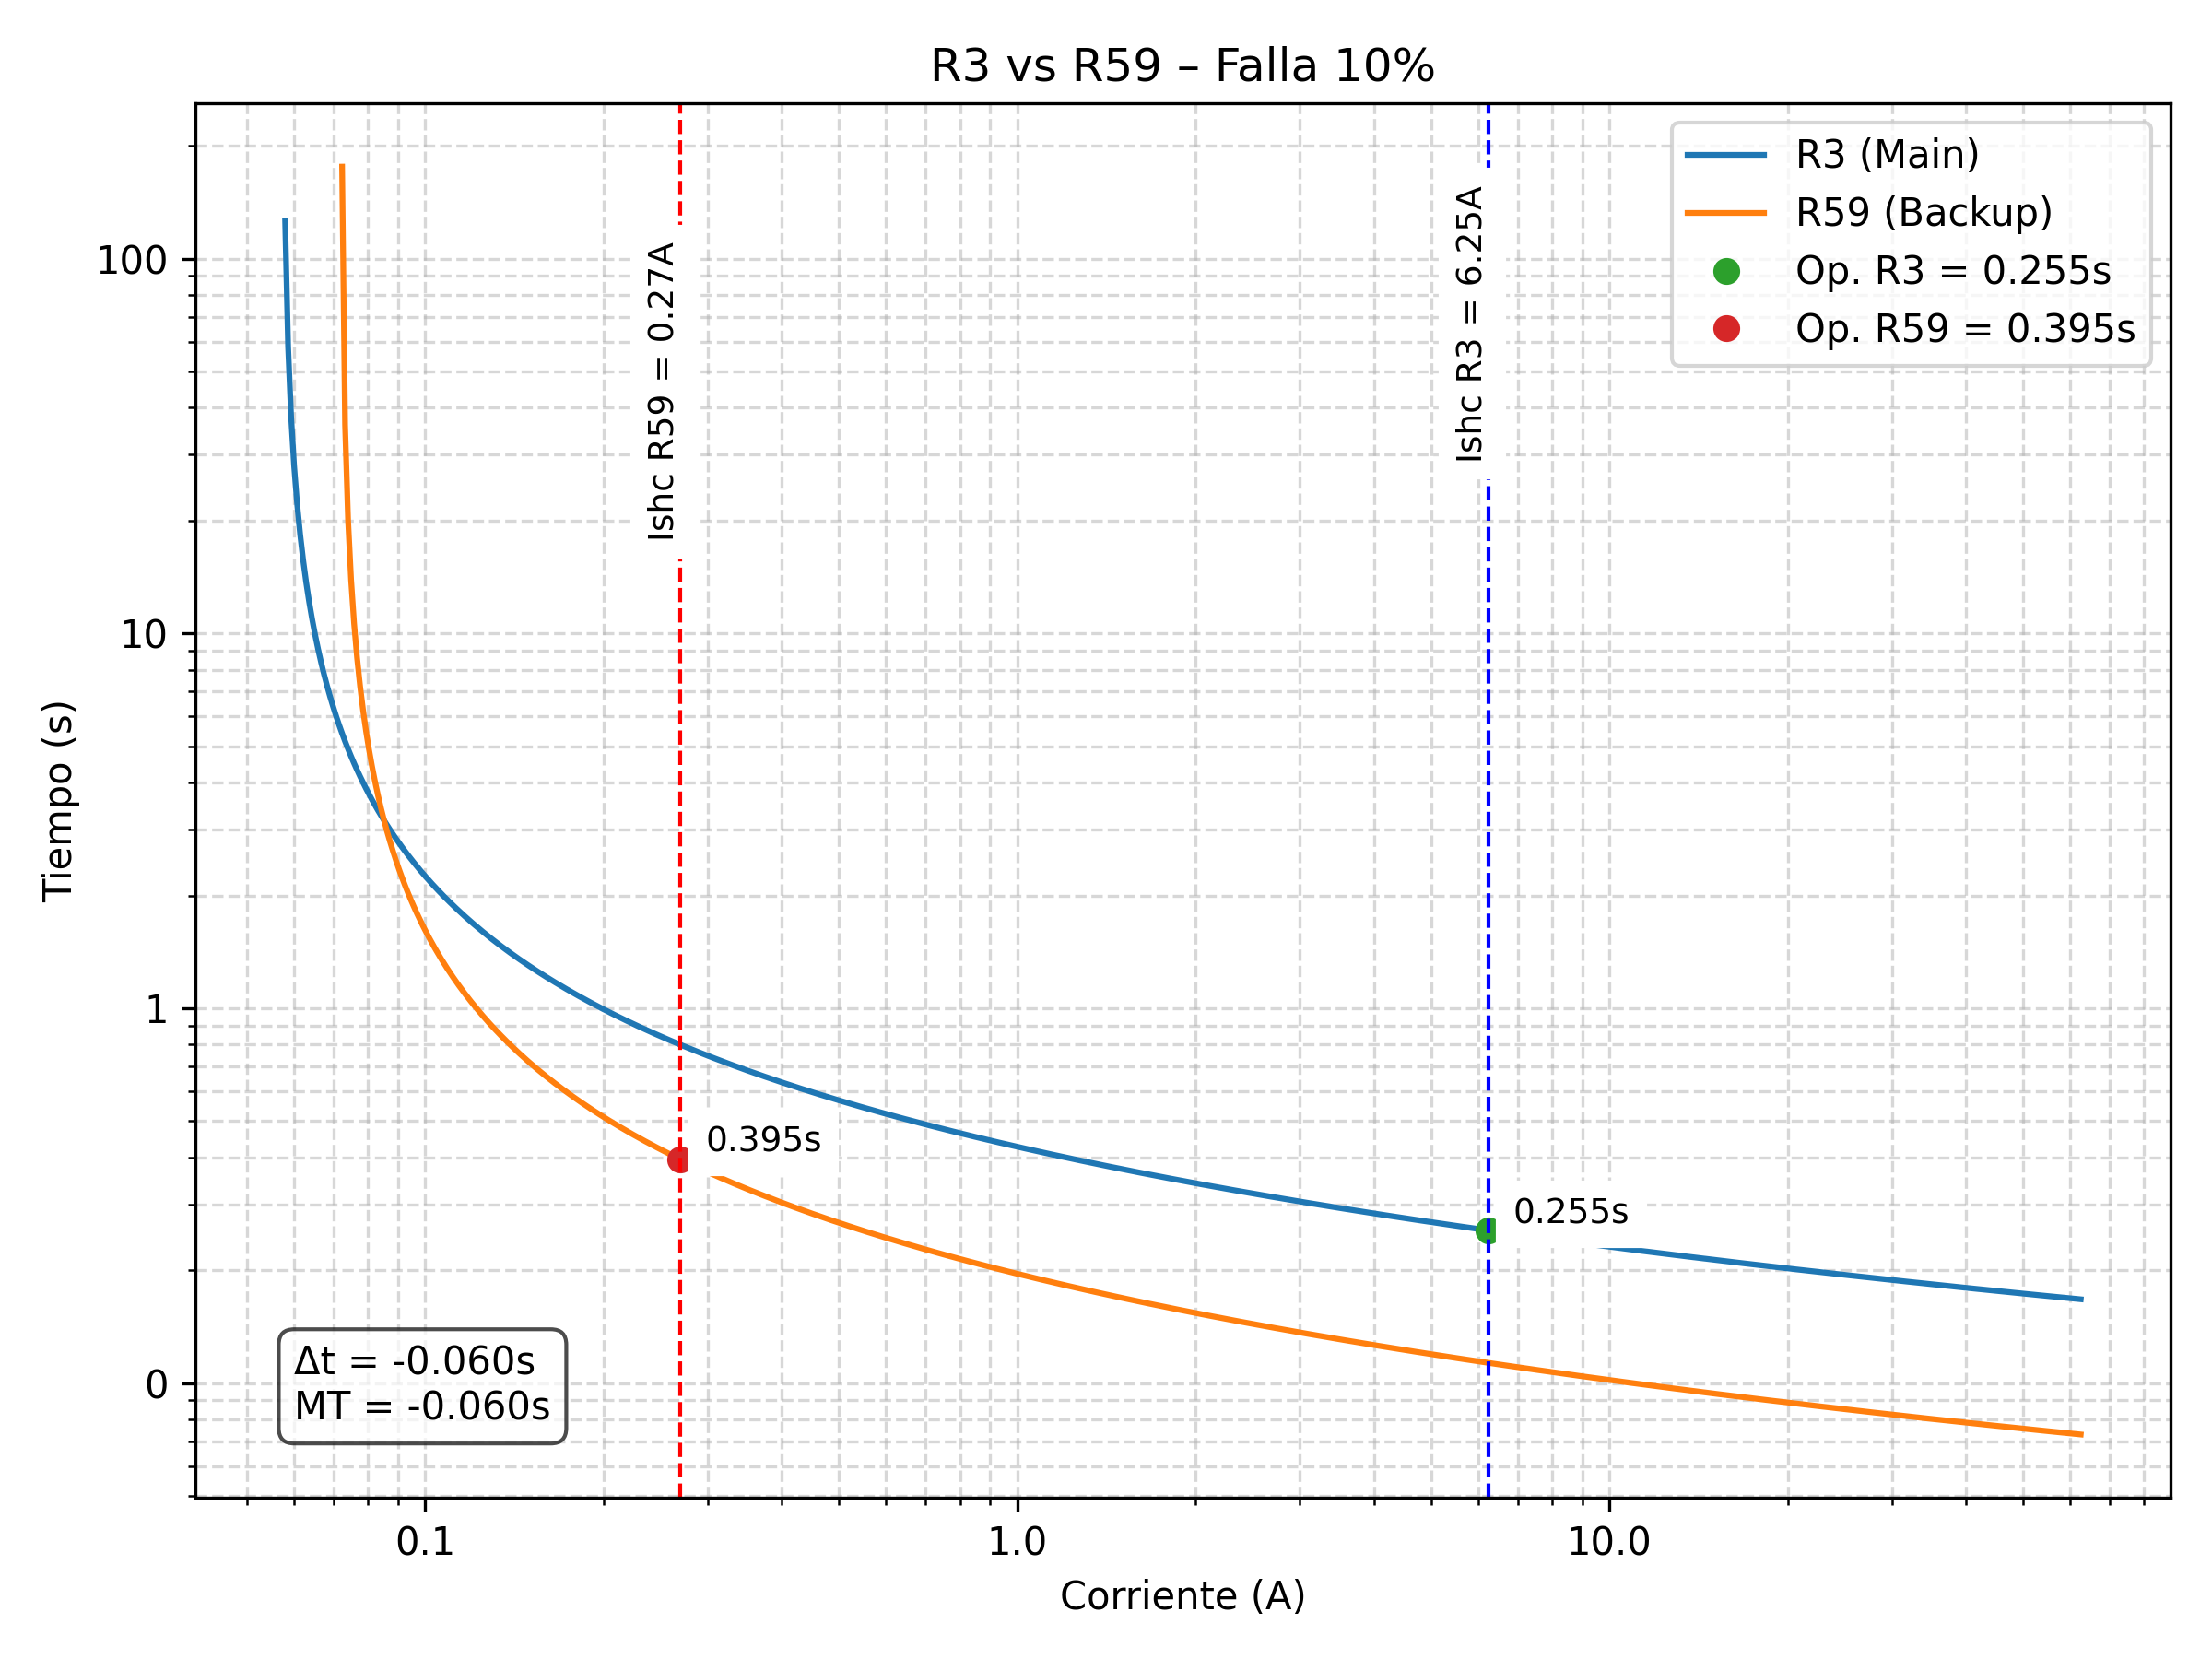 R3 vs R59 – Falla 10%
R3 (Main)
R59 (Backup)
Op. R3 = 0.255s
Op. R59 = 0.395s
Ishc R59 = 0.27A
Ishc R3 = 6.25A
100
10
1
0
Tiempo (s)
0.395s
0.255s
Δt = -0.060s
MT = -0.060s
0.1
1.0
10.0
Corriente (A)